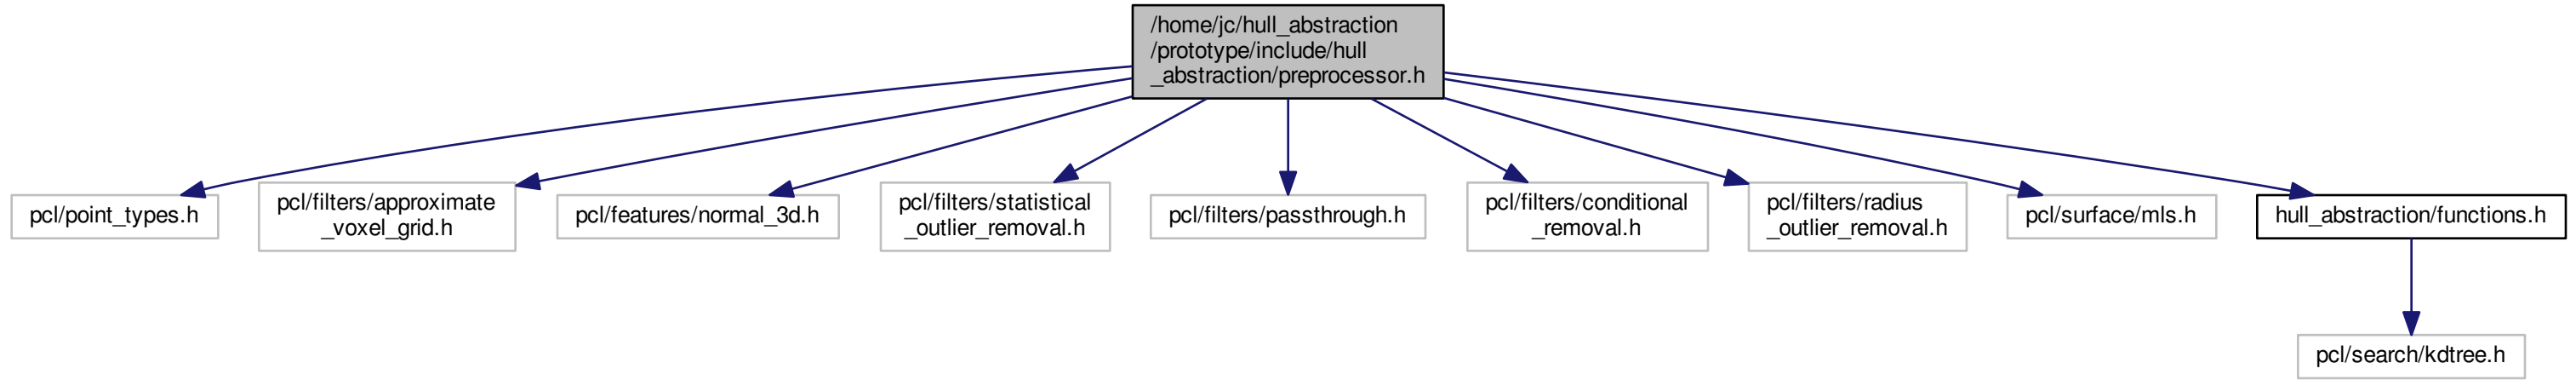 /home/jc/hull_abstraction
/prototype/include/hull
_abstraction/preprocessor.h
pcl/point_types.h
pcl/filters/approximate
_voxel_grid.h
pcl/features/normal_3d.h
pcl/filters/statistical
_outlier_removal.h
pcl/filters/passthrough.h
pcl/filters/conditional
_removal.h
pcl/filters/radius
_outlier_removal.h
pcl/surface/mls.h
hull_abstraction/functions.h
pcl/search/kdtree.h